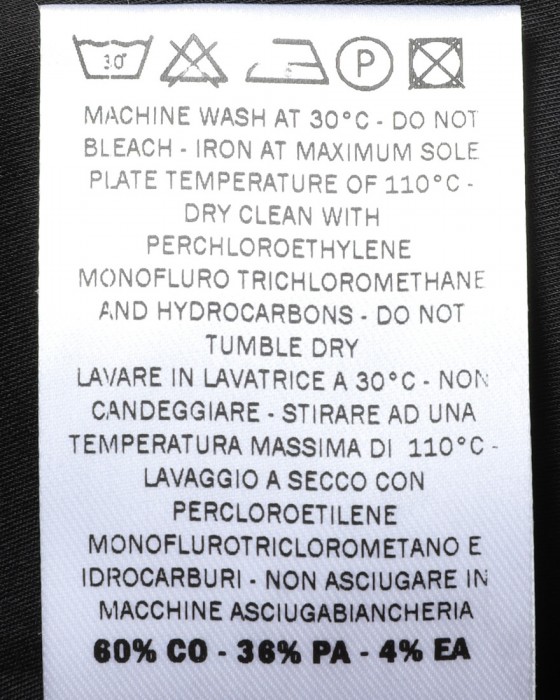 30°
P
MACHINE WASH AT 30°C - DO NOT
BLEACH - IRON AT MAXIMUM SOLE
PLATE TEMPERATURE OF 110°C -
DRY CLEAN WITH
PERCHLOROETHYLENE
MONOFLURO TRICHLOROMETHANE
AND HYDROCARBONS - DO NOT
TUMBLE DRY
LAVARE IN LAVATRICE A 30°C - NON
CANDEGGIARE - STIRARE AD UNA
TEMPERATURA MASSIMA DI 110°C -
LAVAGGIO A SECCO CON
PERCLOROETILENE
MONOFLUROTRICLOROMETANO E
IDROCARBURI - NON ASCIUGARE IN
MACCHINE ASCIUGABIANCHERIA
60% CO - 36% PA - 4% EA